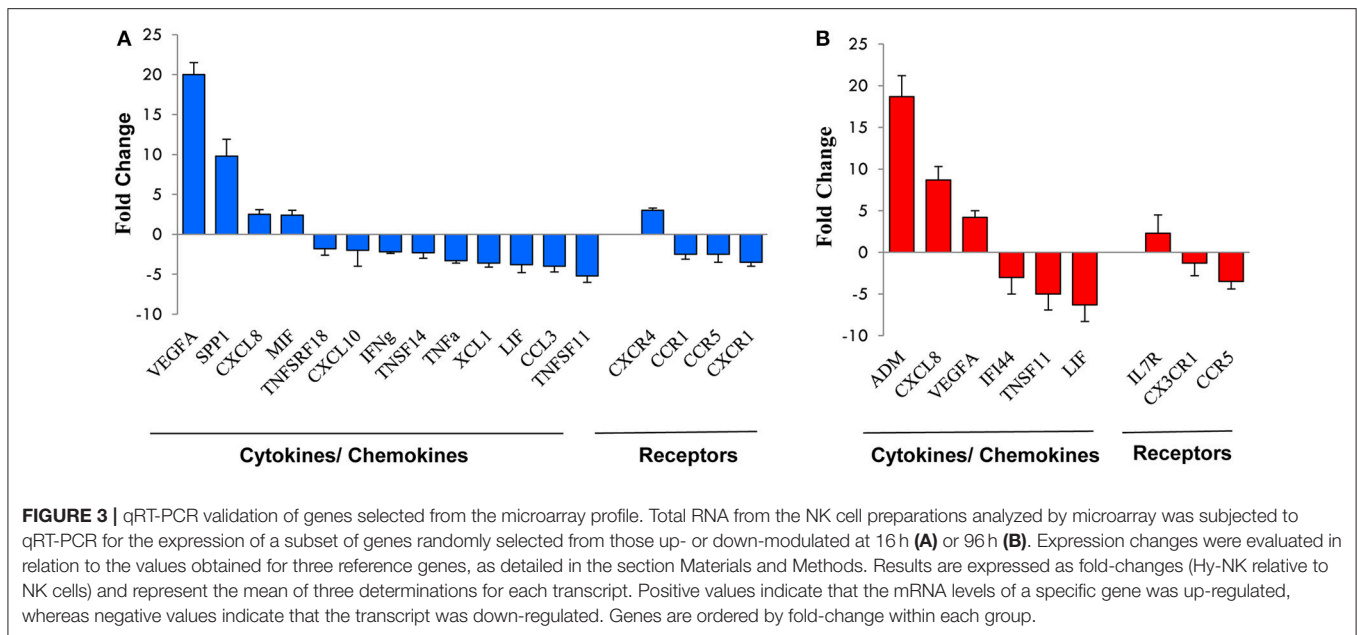 A
25
20
15
10
5
0
-5
-10
Fold Change
VEGFA
SPP1
CXCL8
MIF
TNFSRF18
CXCL10
IFNg
TNSF14
TNFa
XCL1
LIF
CCL3
TNFSF11
CXCR4
CCR1
CCR5
CXCR1
Cytokines/ Chemokines
Receptors
B
25
20
15
10
5
0
-5
-10
Fold Change
ADM
CXCL8
VEGFA
IFI44
TNSF11
LIF
IL7R
CX3CR1
CCR5
Cytokines/ Chemokines
Receptors
FIGURE 3 | qRT-PCR validation of genes selected from the microarray profile. Total RNA from the NK cell preparations analyzed by microarray was subjected to
qRT-PCR for the expression of a subset of genes randomly selected from those up- or down-modulated at 16 h (A) or 96 h (B). Expression changes were evaluated in
relation to the values obtained for three reference genes, as detailed in the section Materials and Methods. Results are expressed as fold-changes (Hy-NK relative to
NK cells) and represent the mean of three determinations for each transcript. Positive values indicate that the mRNA levels of a specific gene was up-regulated,
whereas negative values indicate that the transcript was down-regulated. Genes are ordered by fold-change within each group.